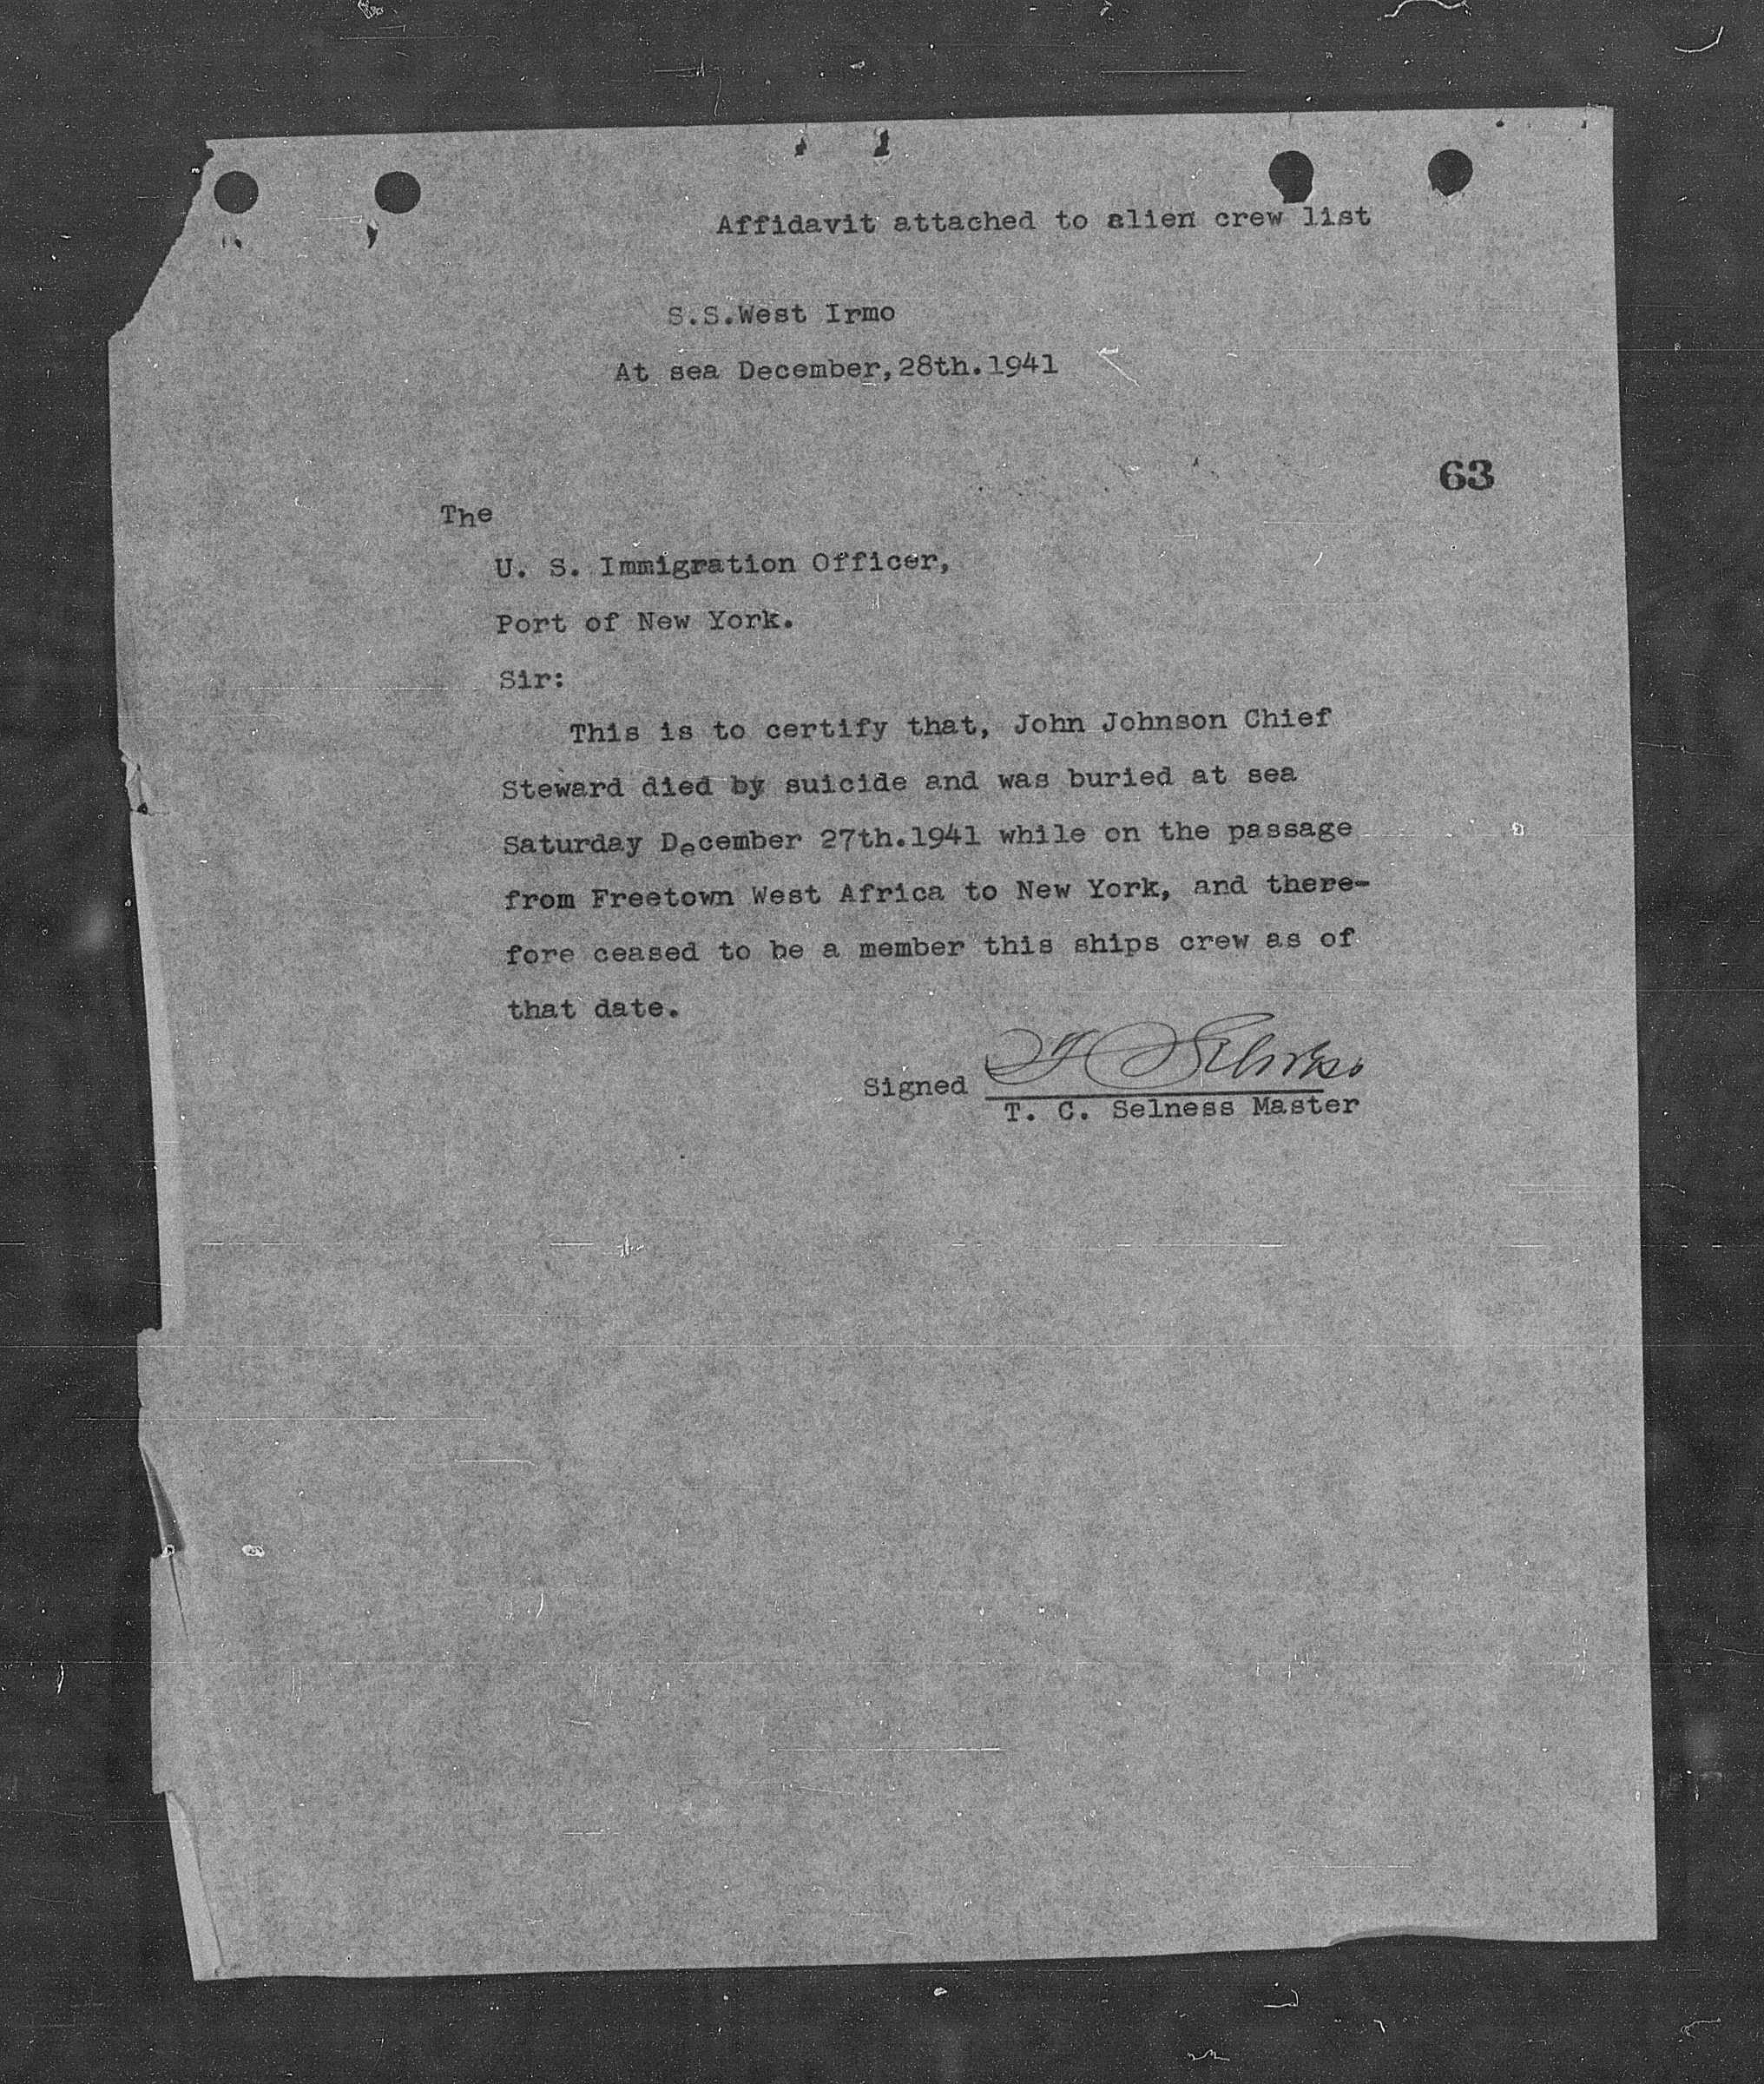 Affidavit attached to alien crew list
S.S.West Irmo
At sea December,28th.1941
63
The
U. S. Immigration Officer,
Port of New York.
Sir:
This is to certify that, John Johnson Chief
Steward died by suicide and was buried at sea
Saturday December 27th.1941 while on the passage
from Freetown West Africa to New York, and there-
fore ceased to be a member this ships crew as of
that date.
Signed
T. C. Selness Master